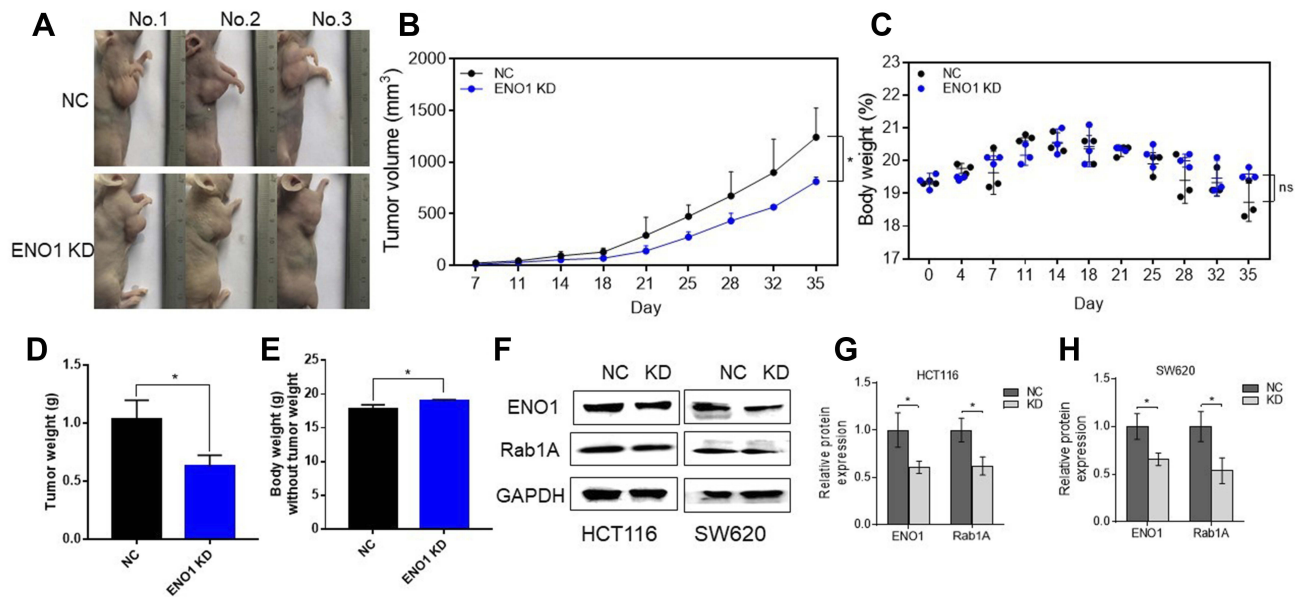 A
No.1 No.2 No.3
NC
ENO1 KD
B
Tumor volume (mm³)
2000
1500
1000
500
0
NC
ENO1 KD
*
7 11 14 18 21 25 28 32 35
Day
C
Body weight (%)
23
22
21
20
19
18
17
NC
ENO1 KD
ns
0 4 7 11 14 18 21 25 28 32 35
Day
D
Tumor weight (g)
1.5
1.0
0.5
0.0
*
NC
ENO1 KD
E
Body weight (g)
without tumor weight
25
20
15
10
5
0
*
NC
ENO1 KD
F
NC KD NC KD
ENO1
Rab1A
GAPDH
HCT116 SW620
G
HCT116
NC
KD
Relative protein
expression
1.5
1.0
0.5
0.0
* *
ENO1 Rab1A
H
SW620
NC
KD
Relative protein
expression
1.5
1.0
0.5
0.0
* *
ENO1 Rab1A